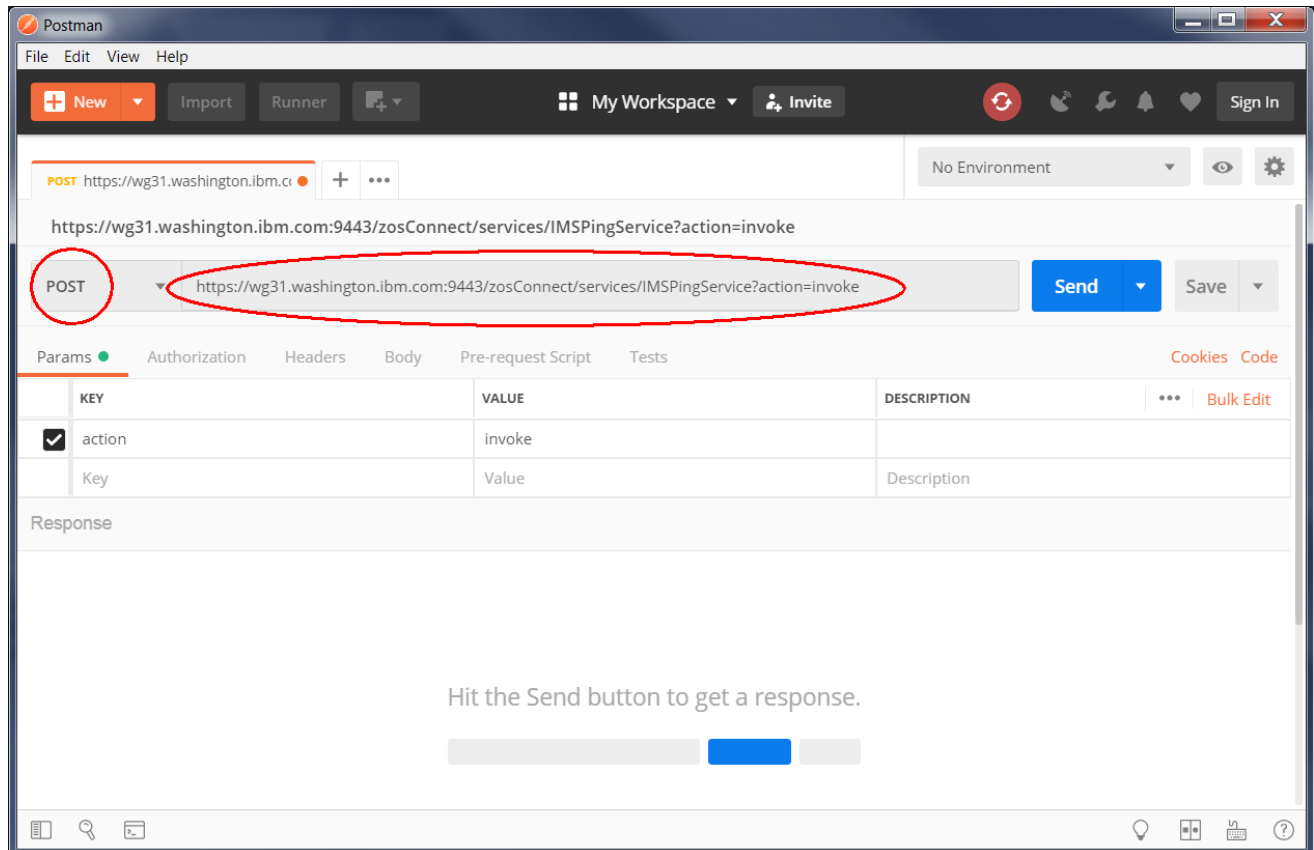 Postman
File Edit View Help
New Import Runner My Workspace Invite Sign In
POST https://wg31.washington.ibm.c No Environment
https://wg31.washington.ibm.com:9443/zosConnect/services/IMSPingService?action=invoke
POST https://wg31.washington.ibm.com:9443/zosConnect/services/IMSPingService?action=invoke Send Save
Params Authorization Headers Body Pre-request Script Tests Cookies Code
KEY VALUE DESCRIPTION Bulk Edit
action invoke
Key Value Description
Response
Hit the Send button to get a response.